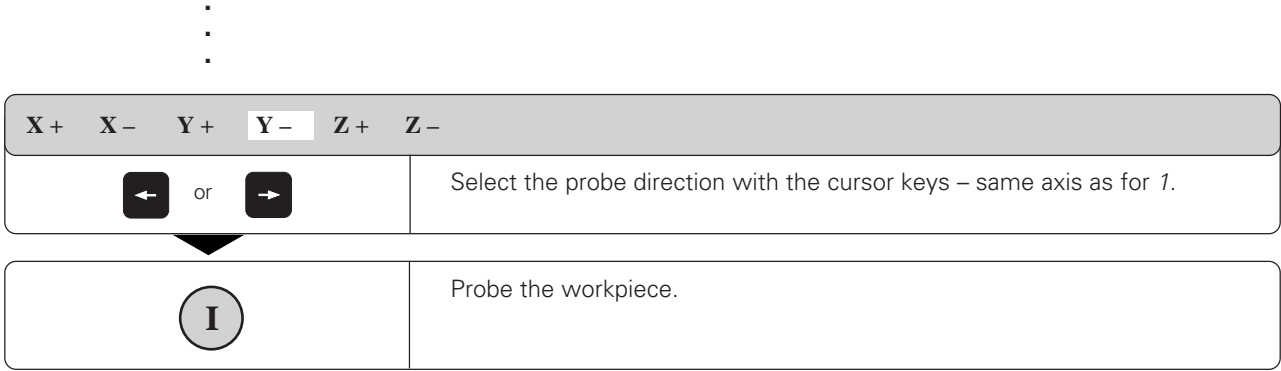 X + X – Y + Y – Z + Z –
or
Select the probe direction with the cursor keys – same axis as for 1.
I
Probe the workpiece.